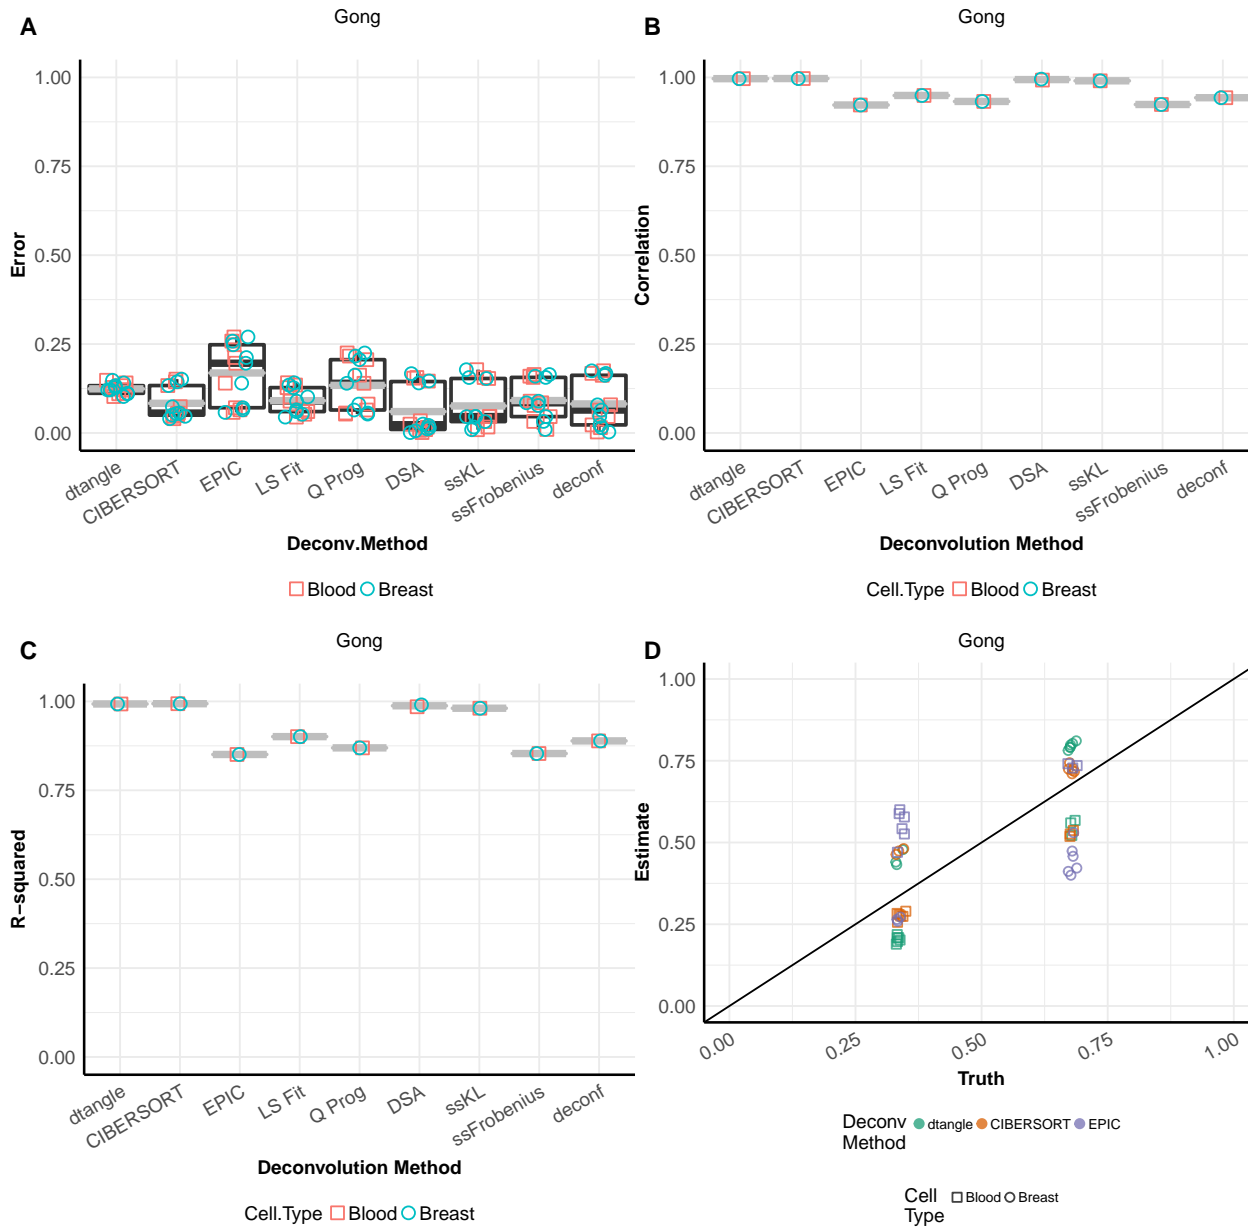 A
Gong
1.00
0.75
0.50
0.25
0.00
Error
dtangle
CIBERSORT
EPIC
LS Fit
Q Prog
DSA
ssKL
ssFrobenius
deconf
Deconv.Method
Blood Breast
B
Gong
1.00
0.75
0.50
0.25
0.00
Correlation
dtangle
CIBERSORT
EPIC
LS Fit
Q Prog
DSA
ssKL
ssFrobenius
deconf
Deconvolution Method
Cell.Type Blood Breast
C
Gong
1.00
0.75
0.50
0.25
0.00
R−squared
dtangle
CIBERSORT
EPIC
LS Fit
Q Prog
DSA
ssKL
ssFrobenius
deconf
Deconvolution Method
Cell.Type Blood Breast
D
Gong
1.00
0.75
0.50
0.25
0.00
Estimate
0.00
0.25
0.50
0.75
1.00
Truth
Deconv
Method
dtangle CIBERSORT EPIC
Cell
Type
Blood Breast